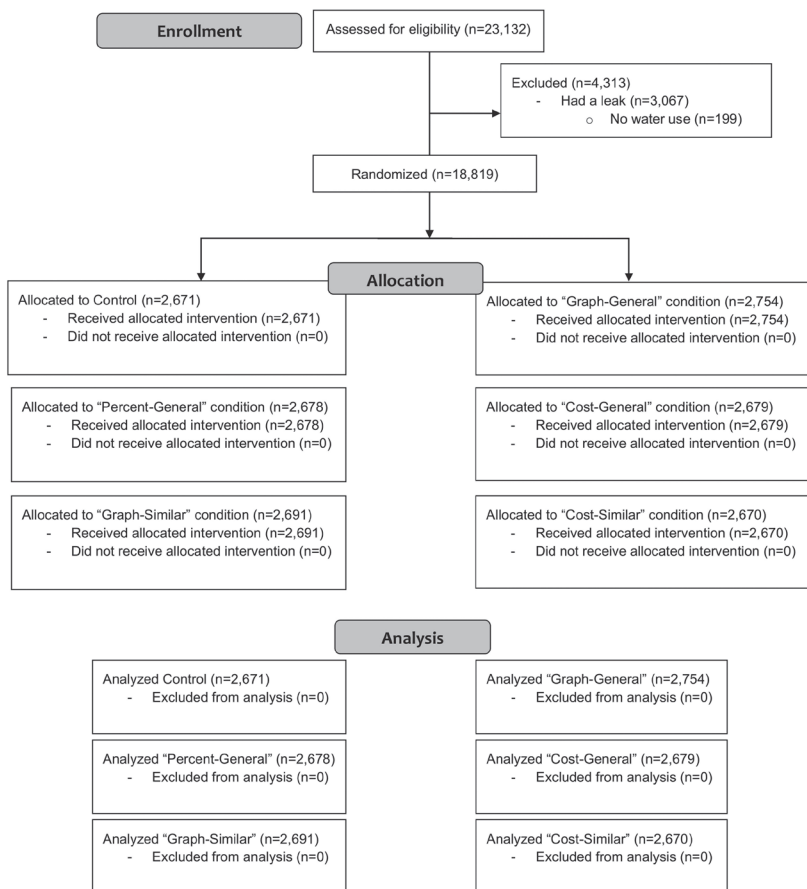 Enrollment
Assessed for eligibility (n=23,132)
Excluded (n=4,313)
- Had a leak (n=3,067)
o No water use (n=199)
Randomized (n=18,819)
Allocation
Allocated to Control (n=2,671)
- Received allocated intervention (n=2,671)
- Did not receive allocated intervention (n=0)
Allocated to “Graph-General” condition (n=2,754)
- Received allocated intervention (n=2,754)
- Did not receive allocated intervention (n=0)
Allocated to “Percent-General” condition (n=2,678)
- Received allocated intervention (n=2,678)
- Did not receive allocated intervention (n=0)
Allocated to “Cost-General” condition (n=2,679)
- Received allocated intervention (n=2,679)
- Did not receive allocated intervention (n=0)
Allocated to “Graph-Similar” condition (n=2,691)
- Received allocated intervention (n=2,691)
- Did not receive allocated intervention (n=0)
Allocated to “Cost-Similar” condition (n=2,670)
- Received allocated intervention (n=2,670)
- Did not receive allocated intervention (n=0)
Analysis
Analyzed Control (n=2,671)
- Excluded from analysis (n=0)
Analyzed “Graph-General” (n=2,754)
- Excluded from analysis (n=0)
Analyzed “Percent-General” (n=2,678)
- Excluded from analysis (n=0)
Analyzed “Cost-General” (n=2,679)
- Excluded from analysis (n=0)
Analyzed “Graph-Similar” (n=2,691)
- Excluded from analysis (n=0)
Analyzed “Cost-Similar” (n=2,670)
- Excluded from analysis (n=0)